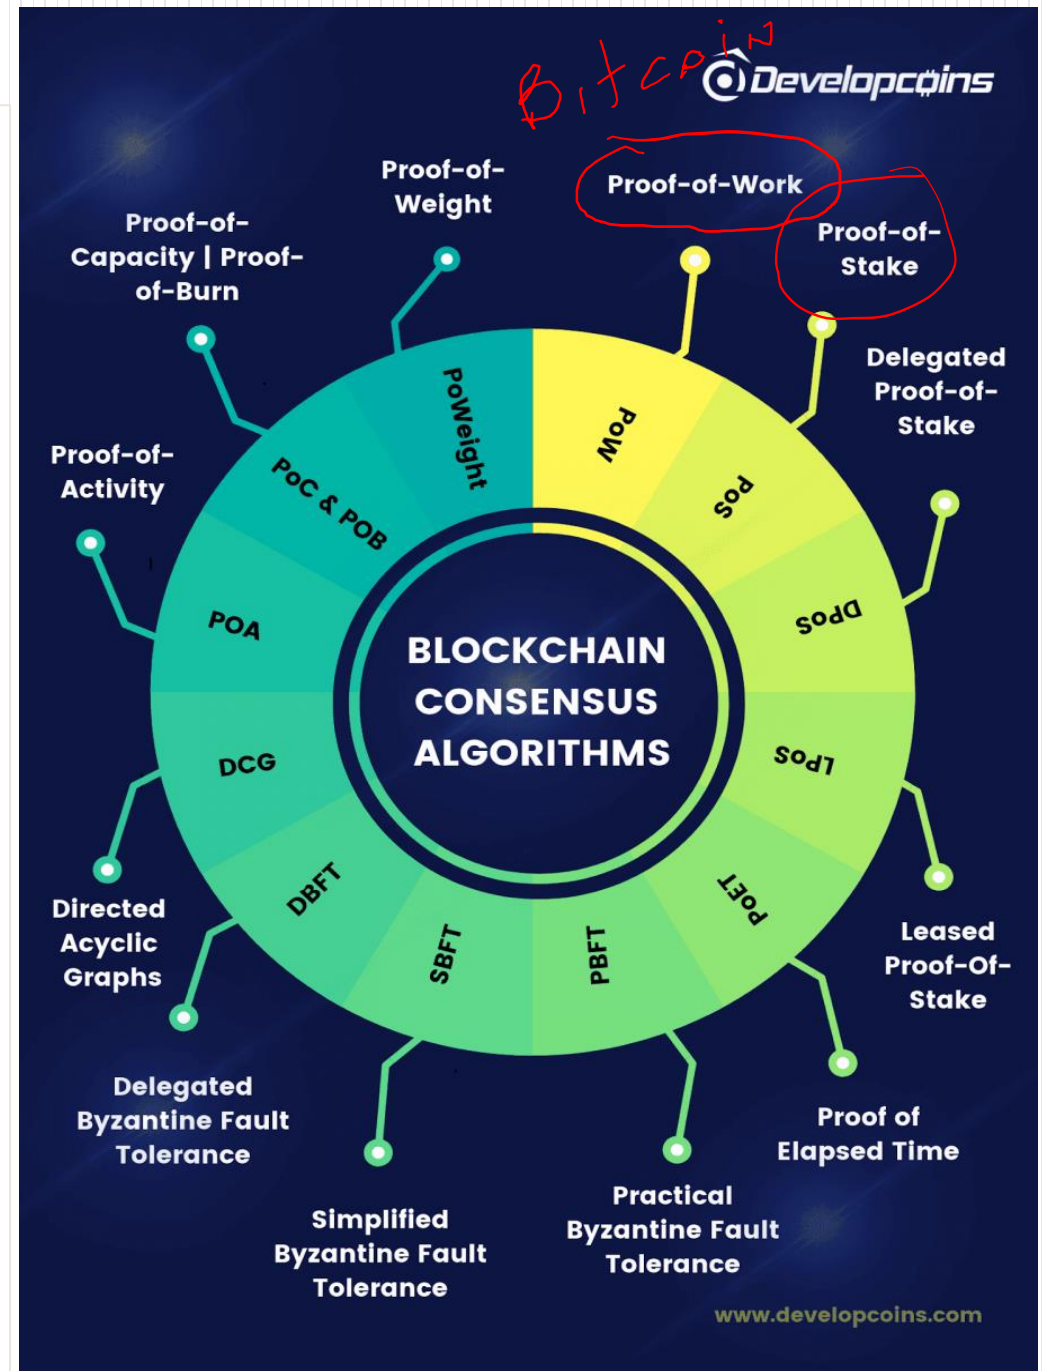 Bitcoin
Developcoins
Proof-of-
Weight
Proof-of-Work
Proof-of-
Stake
Proof-of-
Capacity | Proof-
of-Burn
Delegated
Proof-of-
Stake
Proof-of-
Activity
PoWeight
PoW
PoS
PoC & POB
DPoS
POA
LPoS
DCG
PoET
DBFT
SBFT
PBFT
BLOCKCHAIN
CONSENSUS
ALGORITHMS
Directed
Acyclic
Graphs
Leased
Proof-Of-
Stake
Delegated
Byzantine Fault
Tolerance
Proof of
Elapsed Time
Simplified
Byzantine Fault
Tolerance
Practical
Byzantine Fault
Tolerance
www.developcoins.com